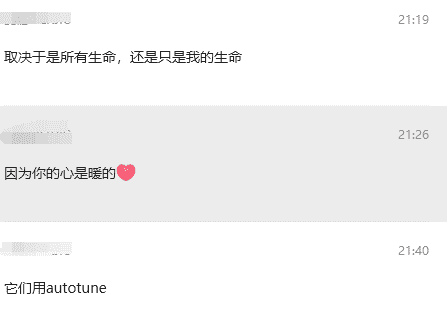 21:19
取决于是所有生命，还是只是我的生命
21:26
因为你的心是暖的❤️
21:40
它们用autotune